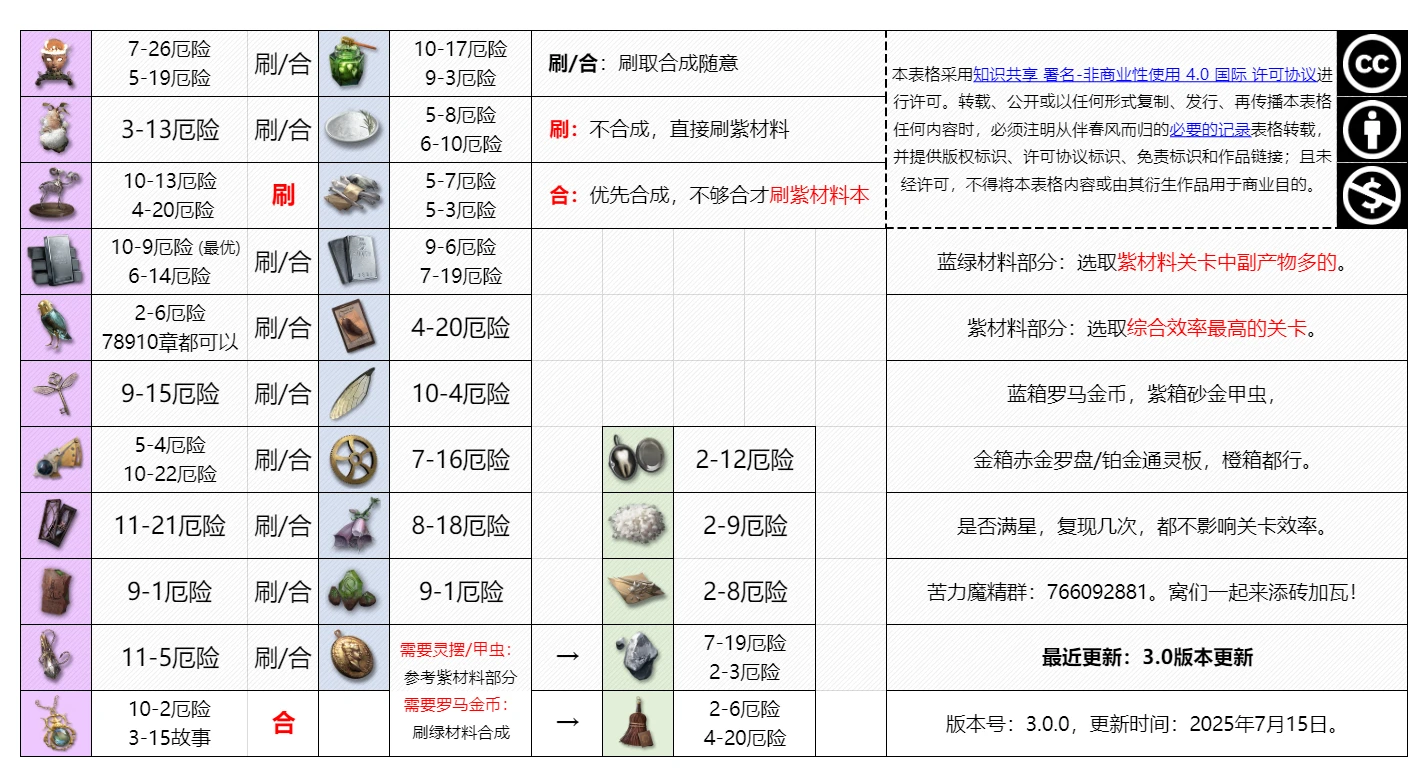 7-26厄险
5-19厄险
刷/合
10-17厄险
9-3厄险
刷/合：刷取合成随意
本表格采用知识共享 署名-非商业性使用 4.0 国际 许可协议进
行许可。转载、公开或以任何形式复制、发行、再传播本表格
任何内容时，必须注明从伴春风而归的必要的记录表格转载，
并提供版权标识、许可协议标识、免责标识和作品链接；且未
经许可，不得将本表格内容或由其衍生作品用于商业目的。
cc
$
3-13厄险
刷/合
5-8厄险
6-10厄险
刷：不合成，直接刷紫材料
10-13厄险
4-20厄险
刷
5-7厄险
5-3厄险
合：优先合成，不够合才刷紫材料本
10-9厄险 (最优)
6-14厄险
刷/合
9-6厄险
7-19厄险
蓝绿材料部分：选取紫材料关卡中副产物多的。
2-6厄险
78910章都可以
刷/合
4-20厄险
紫材料部分：选取综合效率最高的关卡。
9-15厄险
刷/合
10-4厄险
蓝箱罗马金币，紫箱砂金甲虫，
5-4厄险
10-22厄险
刷/合
7-16厄险
2-12厄险
金箱赤金罗盘/铂金通灵板，橙箱都行。
11-21厄险
刷/合
8-18厄险
2-9厄险
是否满星，复现几次，都不影响关卡效率。
9-1厄险
刷/合
9-1厄险
2-8厄险
苦力魔精群：766092881。窝们一起来添砖加瓦！
11-5厄险
刷/合
需要灵摆/甲虫：
参考紫材料部分
→
7-19厄险
2-3厄险
最近更新：3.0版本更新
10-2厄险
3-15故事
合
需要罗马金币：
刷绿材料合成
→
2-6厄险
4-20厄险
版本号：3.0.0，更新时间：2025年7月15日。